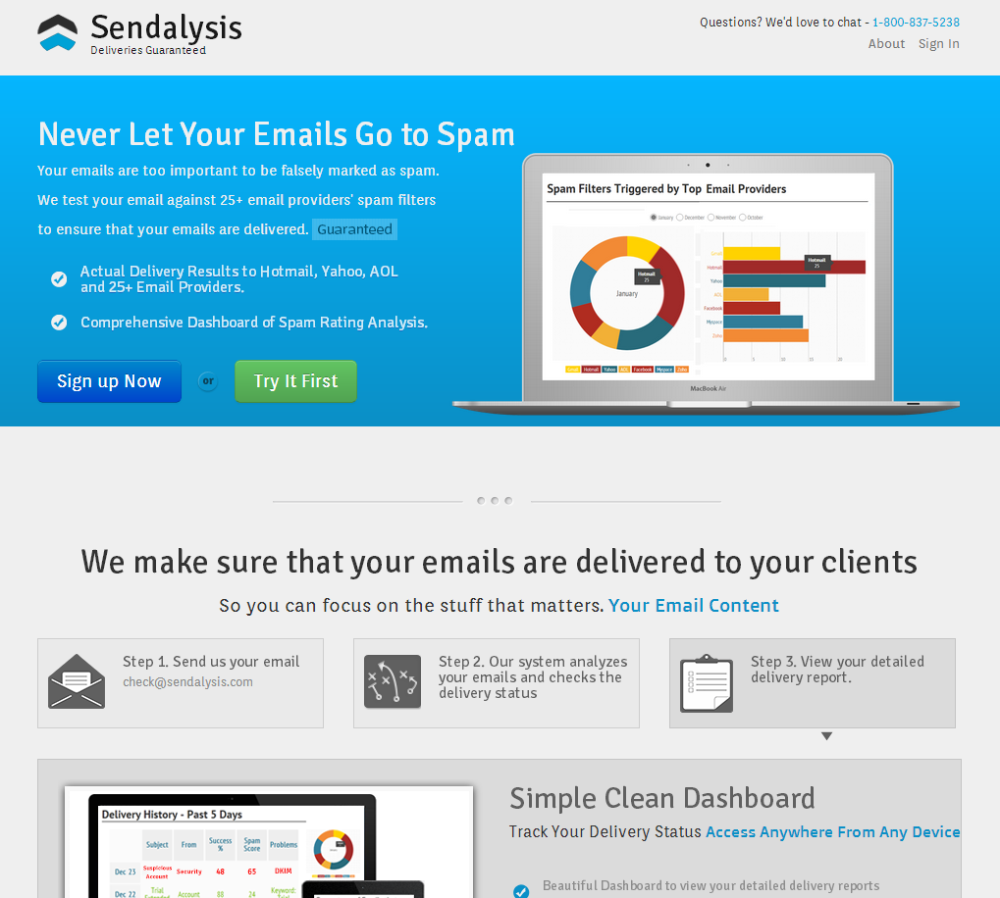 Sendalysis
Deliveries Guaranteed
Questions? We'd love to chat - 1-800-837-5238
About Sign In
Never Let Your Emails Go to Spam
Your emails are too important to be falsely marked as spam.
We test your email against 25+ email providers' spam filters
to ensure that your emails are delivered. Guaranteed
Actual Delivery Results to Hotmail, Yahoo, AOL
and 25+ Email Providers.
Comprehensive Dashboard of Spam Rating Analysis.
Sign up Now
or
Try It First
Spam Filters Triggered by Top Email Providers
January December November October
Hotmail
25
January
Gmail
Hotmail
Yahoo
AOL
Facebook
Myspace
Zoho
Hotmail
25
0 5 10 15 20
Gmail Hotmail Yahoo AOL Facebook Myspace Zoho
MacBook Air
We make sure that your emails are delivered to your clients
So you can focus on the stuff that matters. Your Email Content
Step 1. Send us your email
check@sendalysis.com
Step 2. Our system analyzes
your emails and checks the
delivery status
Step 3. View your detailed
delivery report.
Delivery History - Past 5 Days
Subject From Success % Spam Score Problems
Dec 23 Suspicious Account Security 48 65 DKIM
Dec 22 Trial Account 88 24 Keyword:
Simple Clean Dashboard
Track Your Delivery Status Access Anywhere From Any Device
Beautiful Dashboard to view your detailed delivery reports